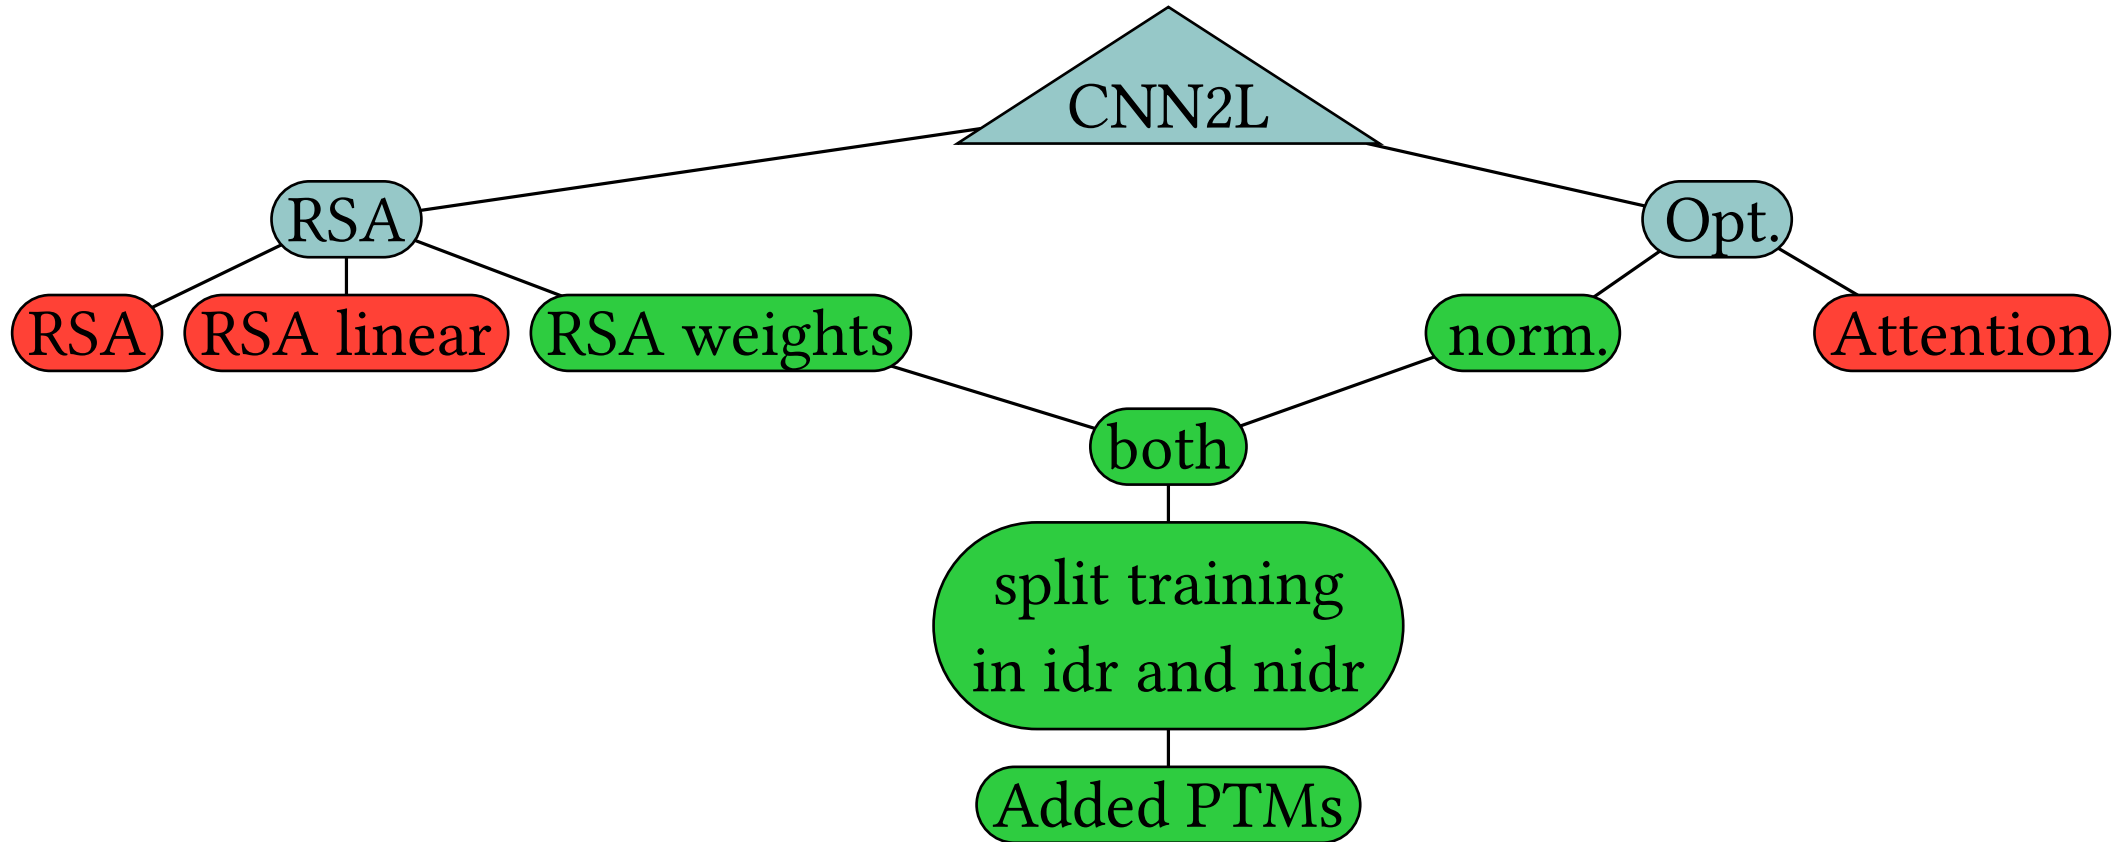 CNN2L
RSA
Opt.
RSA
RSA linear
RSA weights
norm.
Attention
both
split training
in idr and nidr
Added PTMs